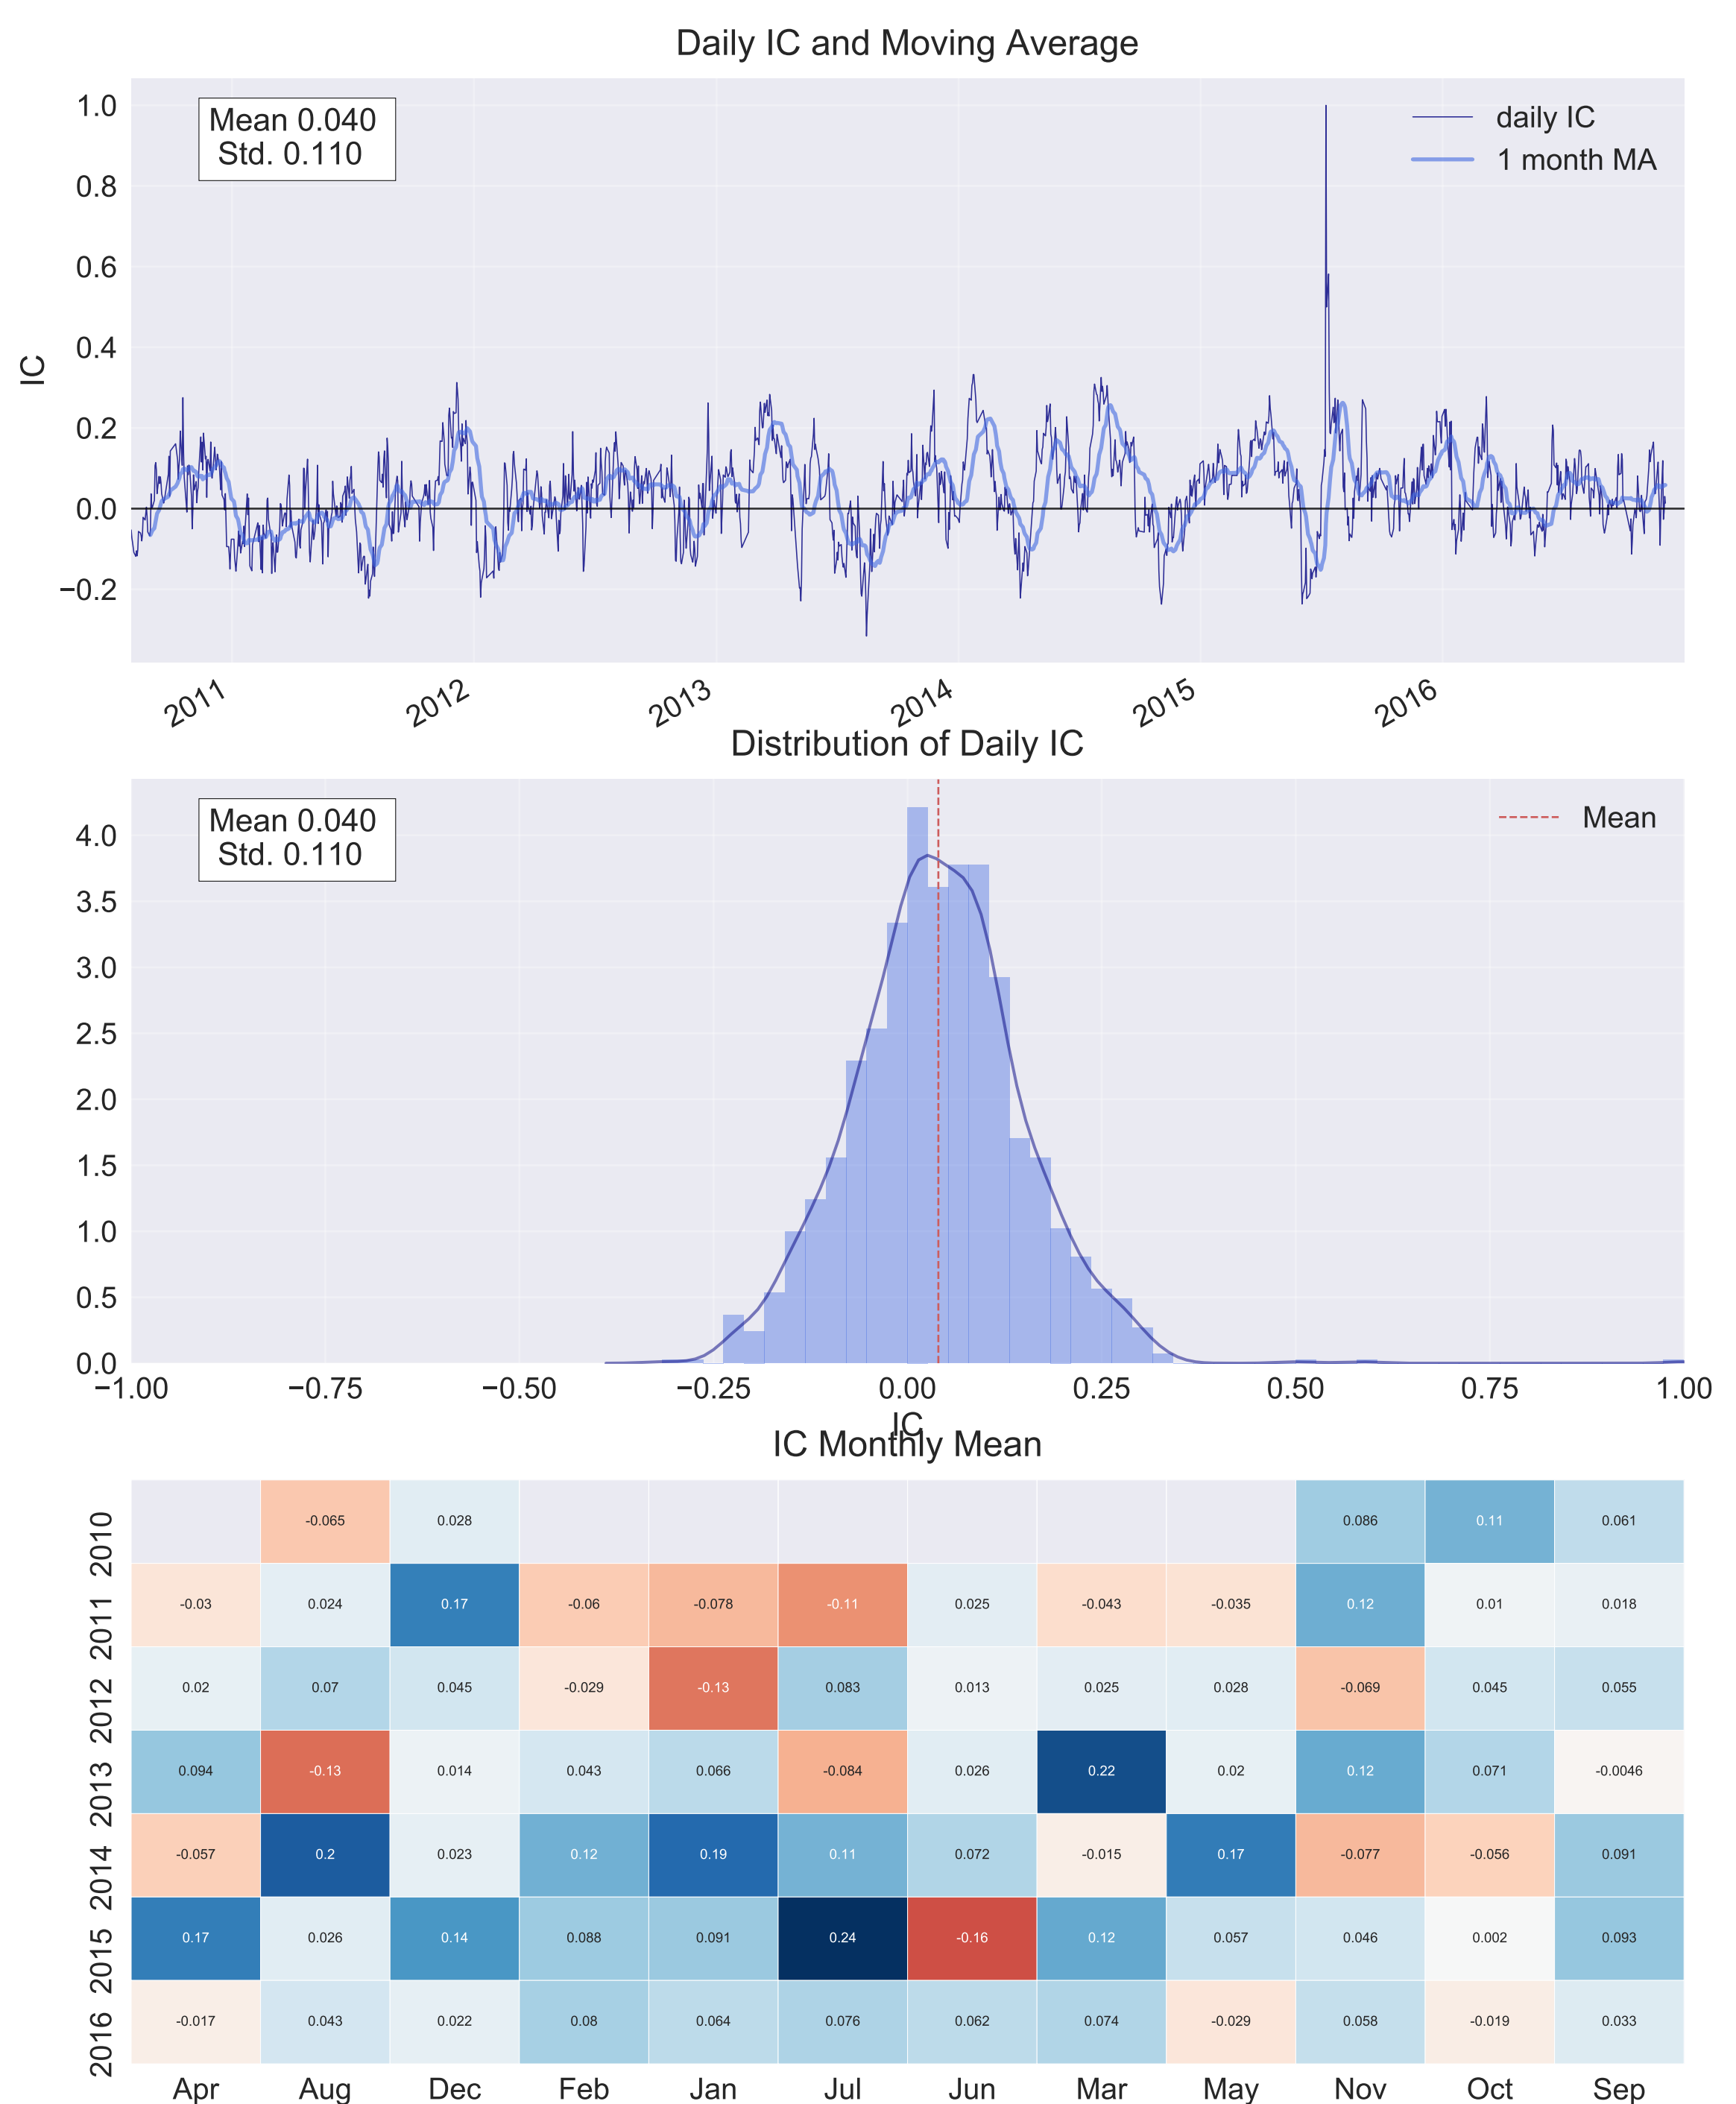 Daily IC and Moving Average
Mean 0.040
Std. 0.110
daily IC
1 month MA
IC
1.0
0.8
0.6
0.4
0.2
0.0
−0.2
2011 2012 2013 2014 2015 2016
Distribution of Daily IC
Mean 0.040
Std. 0.110
Mean
4.0
3.5
3.0
2.5
2.0
1.5
1.0
0.5
0.0
−1.00 −0.75 −0.50 −0.25 0.00 0.25 0.50 0.75 1.00
IC
IC Monthly Mean
2010 -0.065 0.028 0.086 0.11 0.061
2011 -0.03 0.024 0.17 -0.06 -0.078 -0.11 0.025 -0.043 -0.035 0.12 0.01 0.018
2012 0.02 0.07 0.045 -0.029 -0.13 0.083 0.013 0.025 0.028 -0.069 0.045 0.055
2013 0.094 -0.13 0.014 0.043 0.066 -0.084 0.026 0.22 0.02 0.12 0.071 -0.0046
2014 -0.057 0.2 0.023 0.12 0.19 0.11 0.072 -0.015 0.17 -0.077 -0.056 0.091
2015 0.17 0.026 0.14 0.088 0.091 0.24 -0.16 0.12 0.057 0.046 0.002 0.093
2016 -0.017 0.043 0.022 0.08 0.064 0.076 0.062 0.074 -0.029 0.058 -0.019 0.033
Apr Aug Dec Feb Jan Jul Jun Mar May Nov Oct Sep